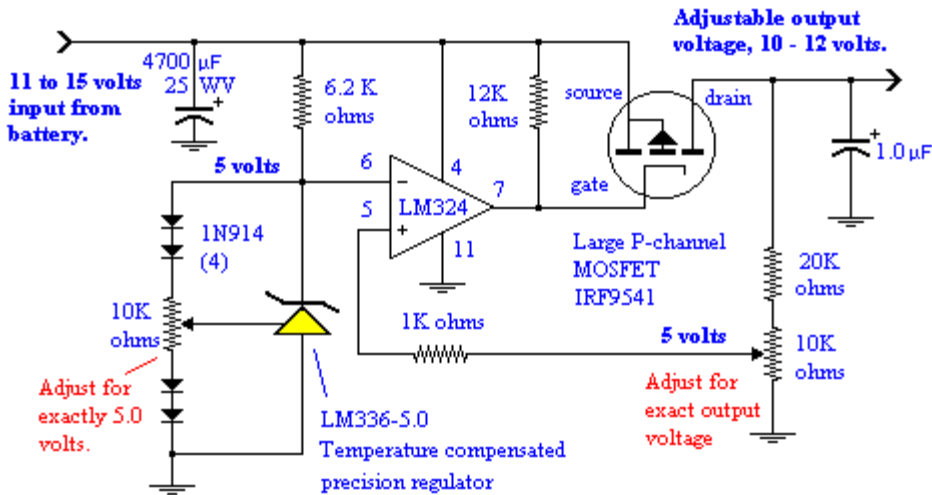 Adjustable output
voltage, 10 - 12 volts.
11 to 15 volts
input from
battery.
4700 µF
25 WV
+
6.2 K
ohms
12K
ohms
source
drain
gate
+
1.0 µF
5 volts
6
−
4
7
LM324
5
+
11
1N914
(4)
Large P-channel
MOSFET
IRF9541
20K
ohms
10K
ohms
1K ohms
5 volts
10K
ohms
Adjust for
exactly 5.0
volts.
Adjust for
exact output
voltage
LM336-5.0
Temperature compensated
precision regulator